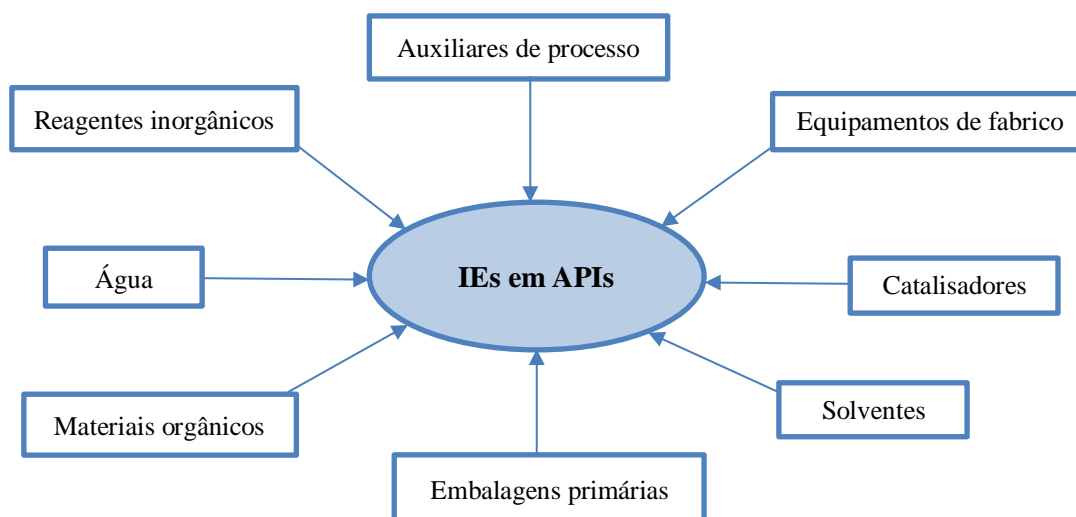 Auxiliares de processo
Reagentes inorgânicos
Equipamentos de fabrico
Água
IEs em APIs
Catalisadores
Materiais orgânicos
Solventes
Embalagens primárias